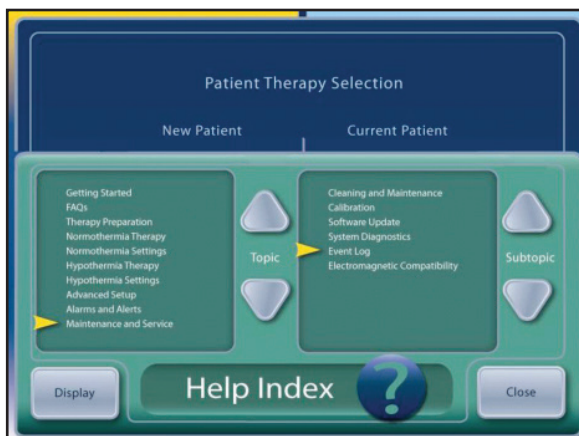 Patient Therapy Selection
New Patient
Current Patient
Getting Started
FAQs
Therapy Preparation
Normothermia Therapy
Normothermia Settings
Hypothermia Therapy
Hypothermia Settings
Advanced Setup
Alarms and Alerts
Maintenance and Service
Topic
Cleaning and Maintenance
Calibration
Software Update
System Diagnostics
Event Log
Electromagnetic Compatibility
Subtopic
Display
Help Index ?
Close